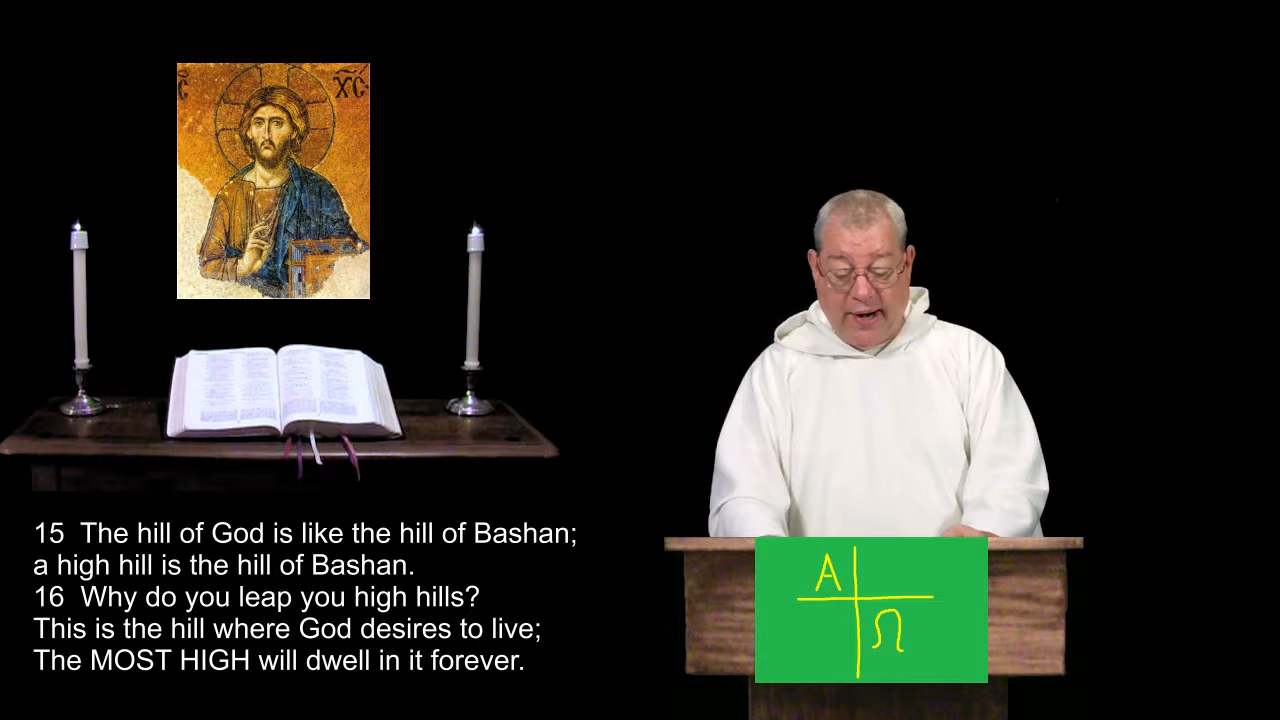 C
XC
15 The hill of God is like the hill of Bashan;
a high hill is the hill of Bashan.
16 Why do you leap you high hills?
This is the hill where God desires to live;
The MOST HIGH will dwell in it forever.
A
Ω